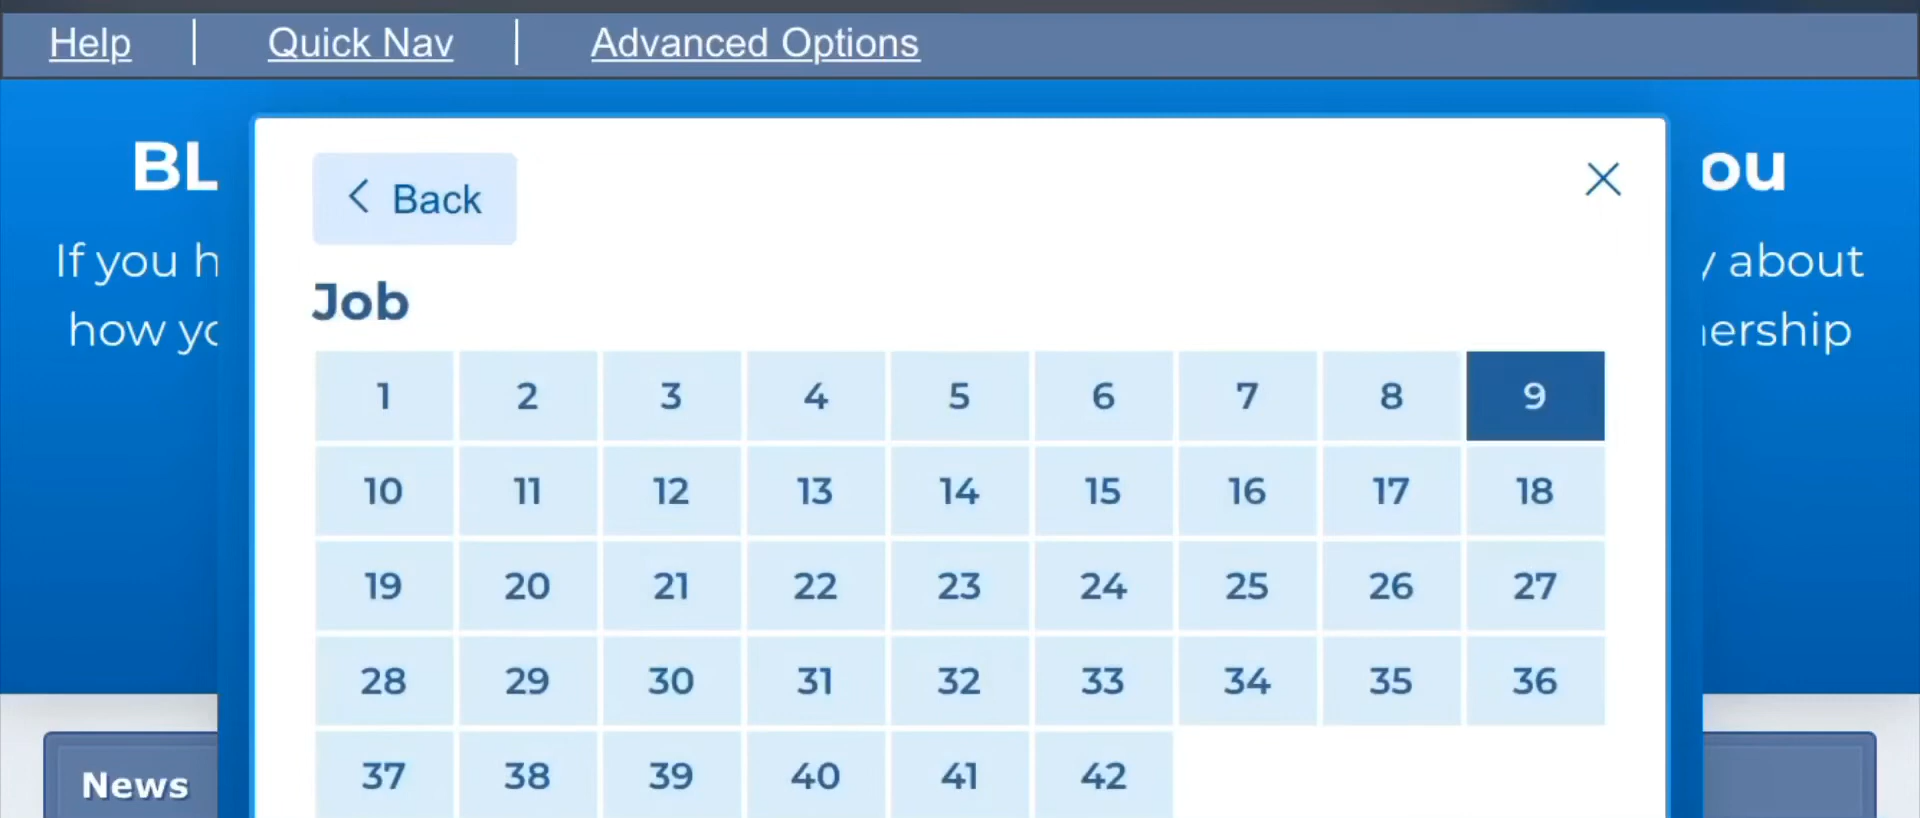 Help | Quick Nav | Advanced Options
BL ou
If you h y about
how yo nership
Back
Job
1 2 3 4 5 6 7 8 9
10 11 12 13 14 15 16 17 18
19 20 21 22 23 24 25 26 27
28 29 30 31 32 33 34 35 36
37 38 39 40 41 42
News